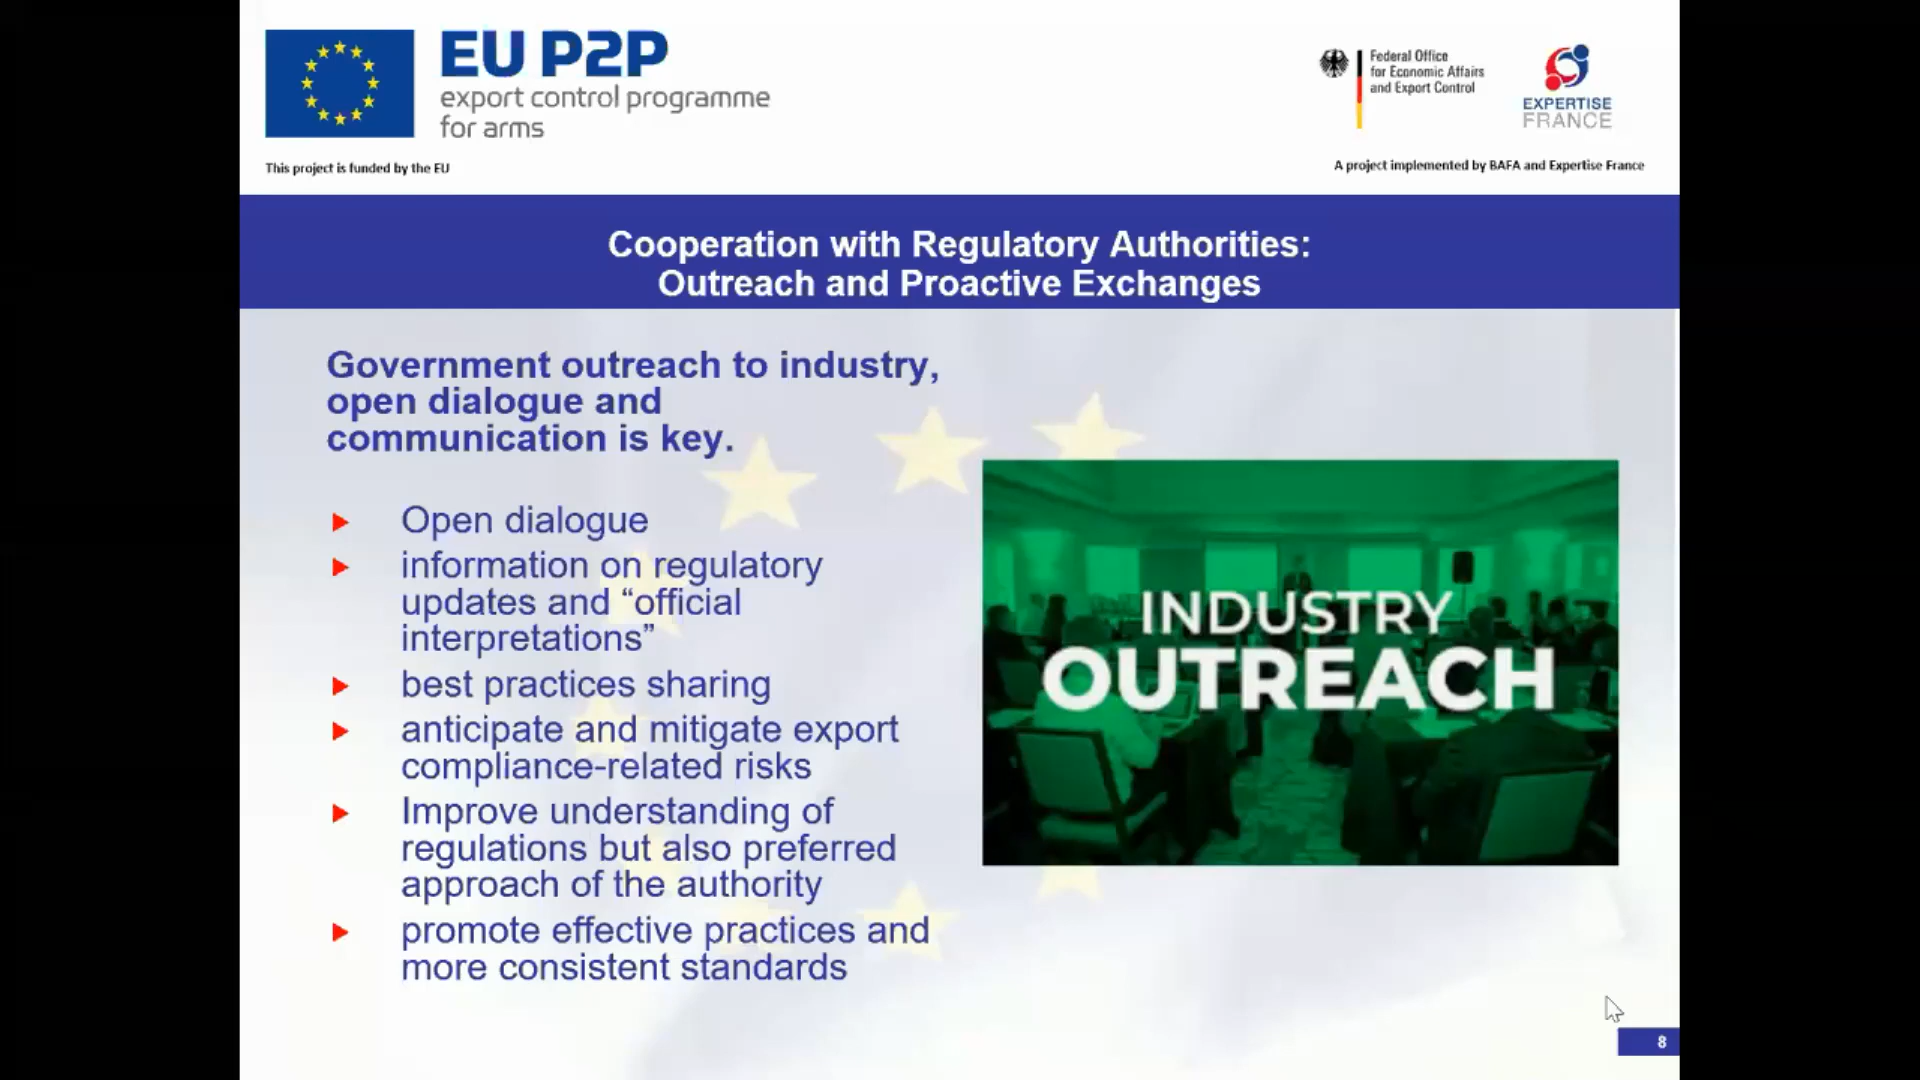 EU P2P
export control programme
for arms
This project is funded by the EU
Federal Office
for Economic Affairs
and Export Control
EXPERTISE
FRANCE
A project implemented by BAFA and Expertise France
Cooperation with Regulatory Authorities:
Outreach and Proactive Exchanges
Government outreach to industry,
open dialogue and
communication is key.
Open dialogue
information on regulatory
updates and “official
interpretations”
best practices sharing
anticipate and mitigate export
compliance-related risks
Improve understanding of
regulations but also preferred
approach of the authority
promote effective practices and
more consistent standards
INDUSTRY
OUTREACH
8